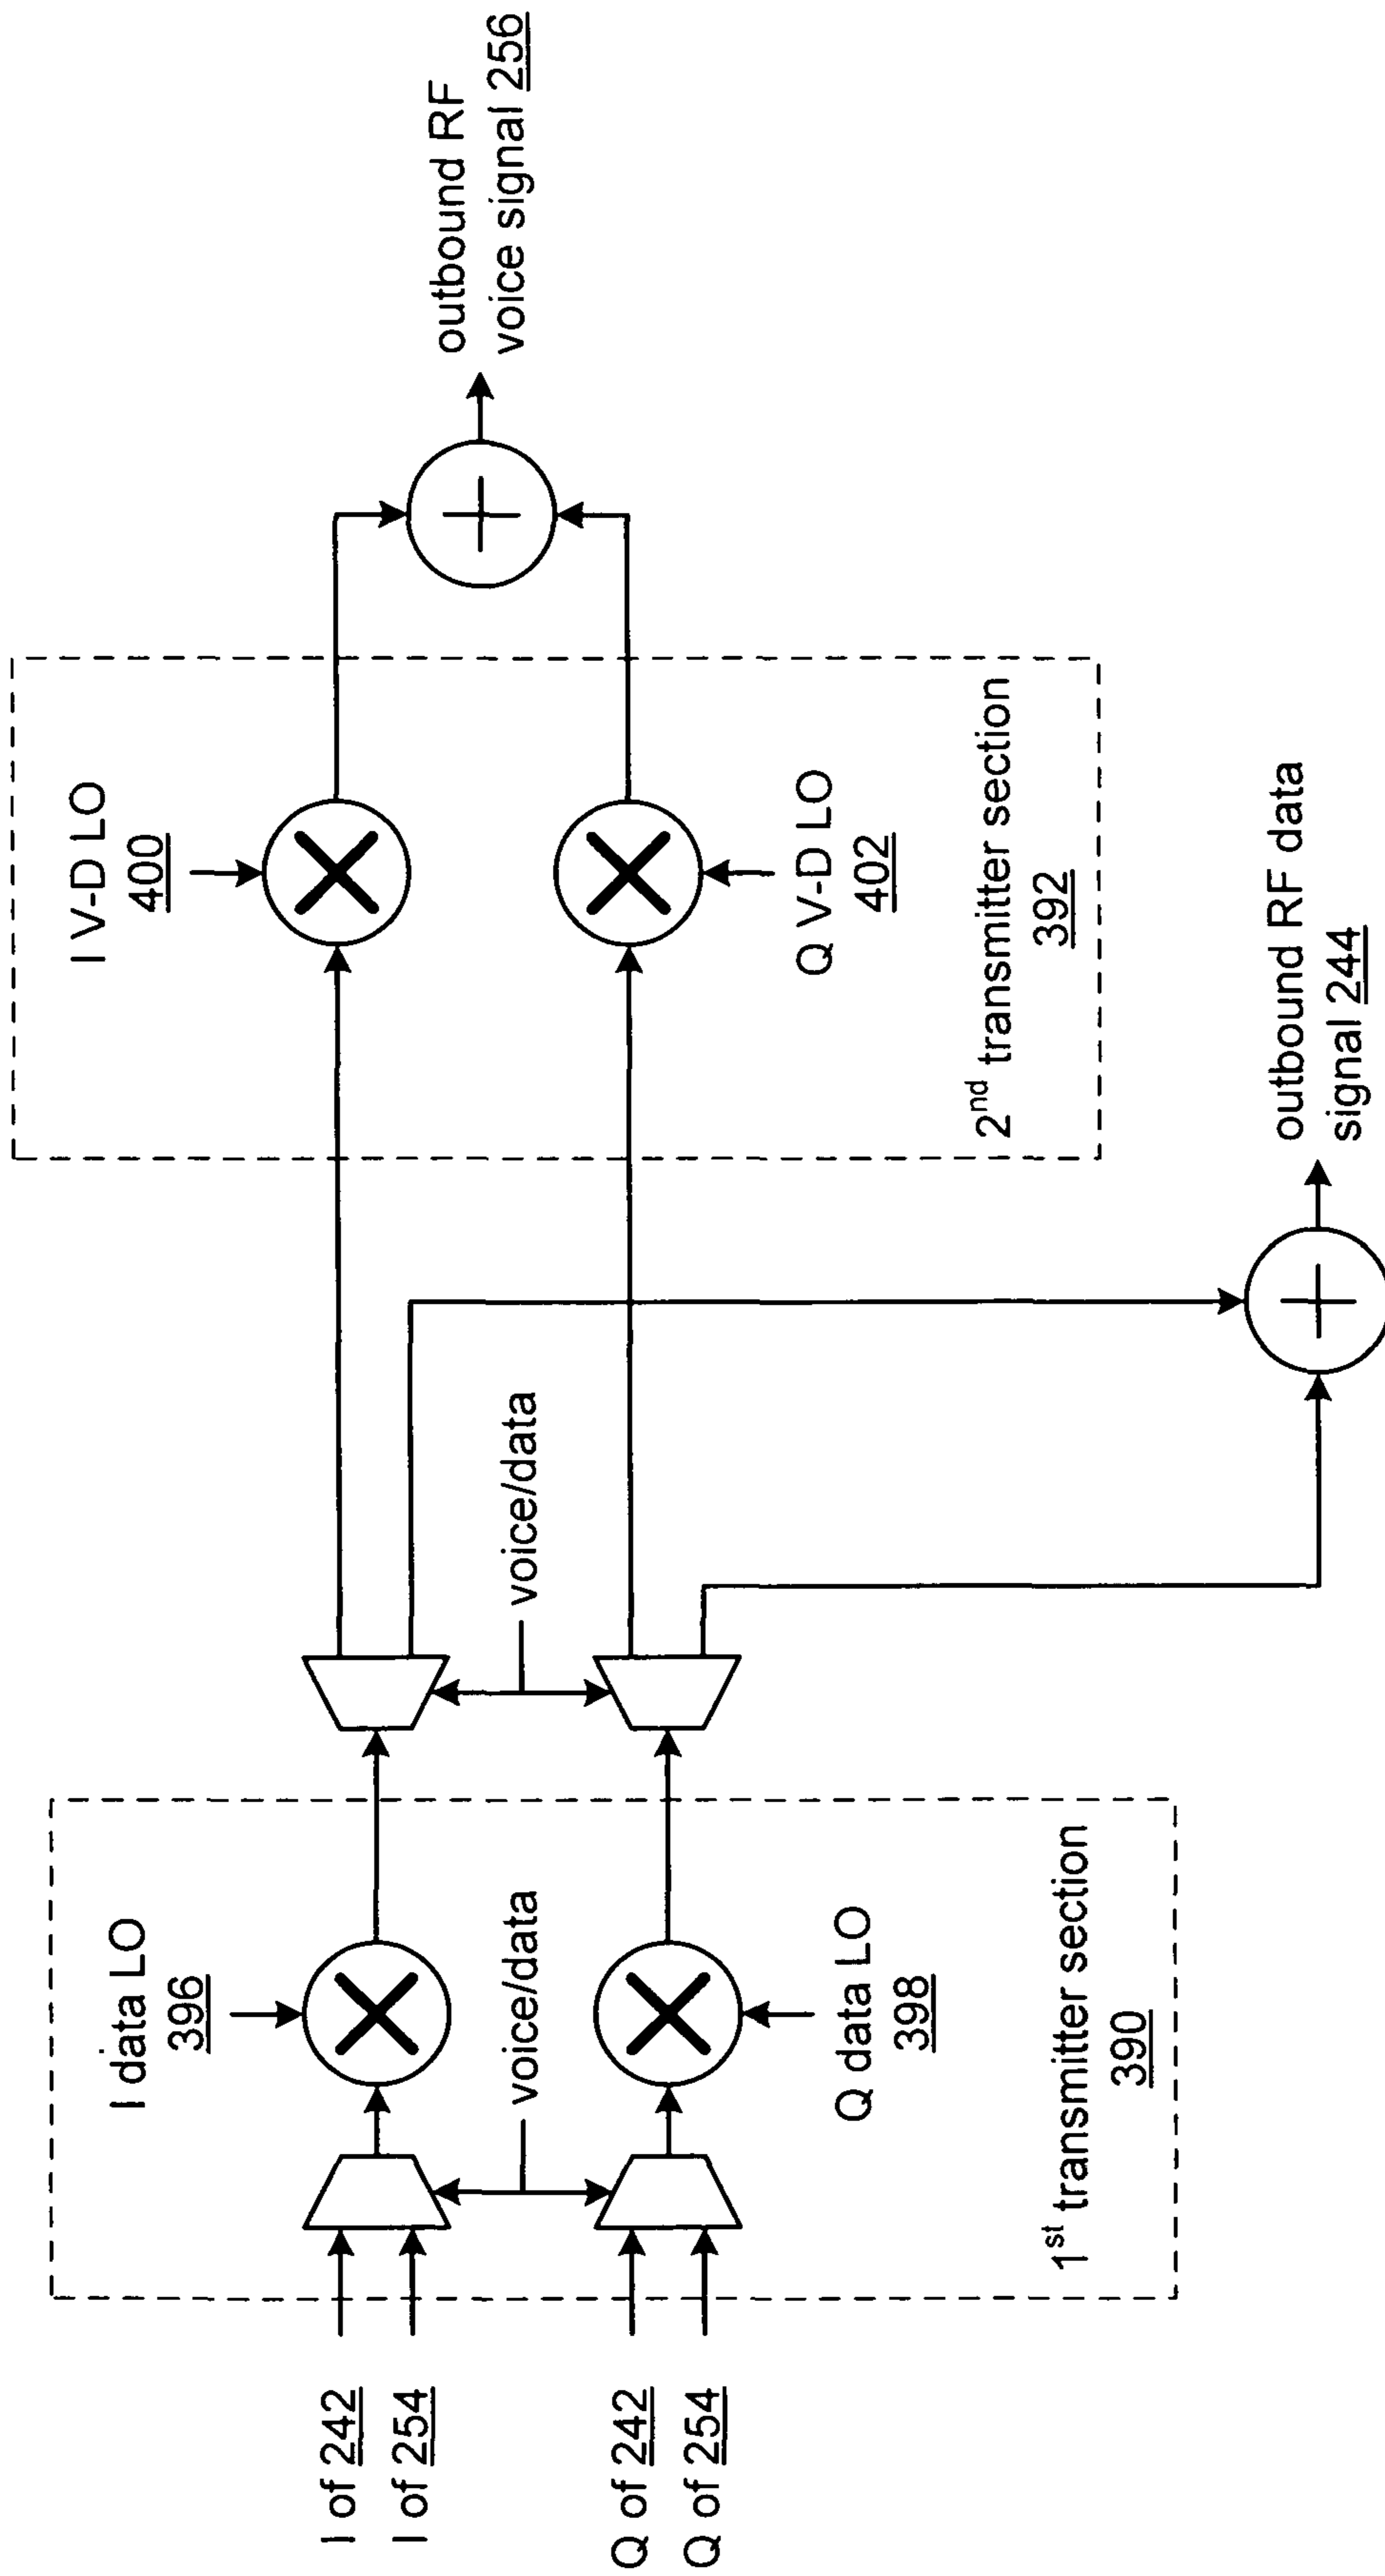 I data LO
396
voice/data
Q data LO
398
1st transmitter section
390
I of 242
I of 254
Q of 242
Q of 254
voice/data
I V-D LO
400
Q V-D LO
402
2nd transmitter section
392
outbound RF
voice signal 256
outbound RF data
signal 244